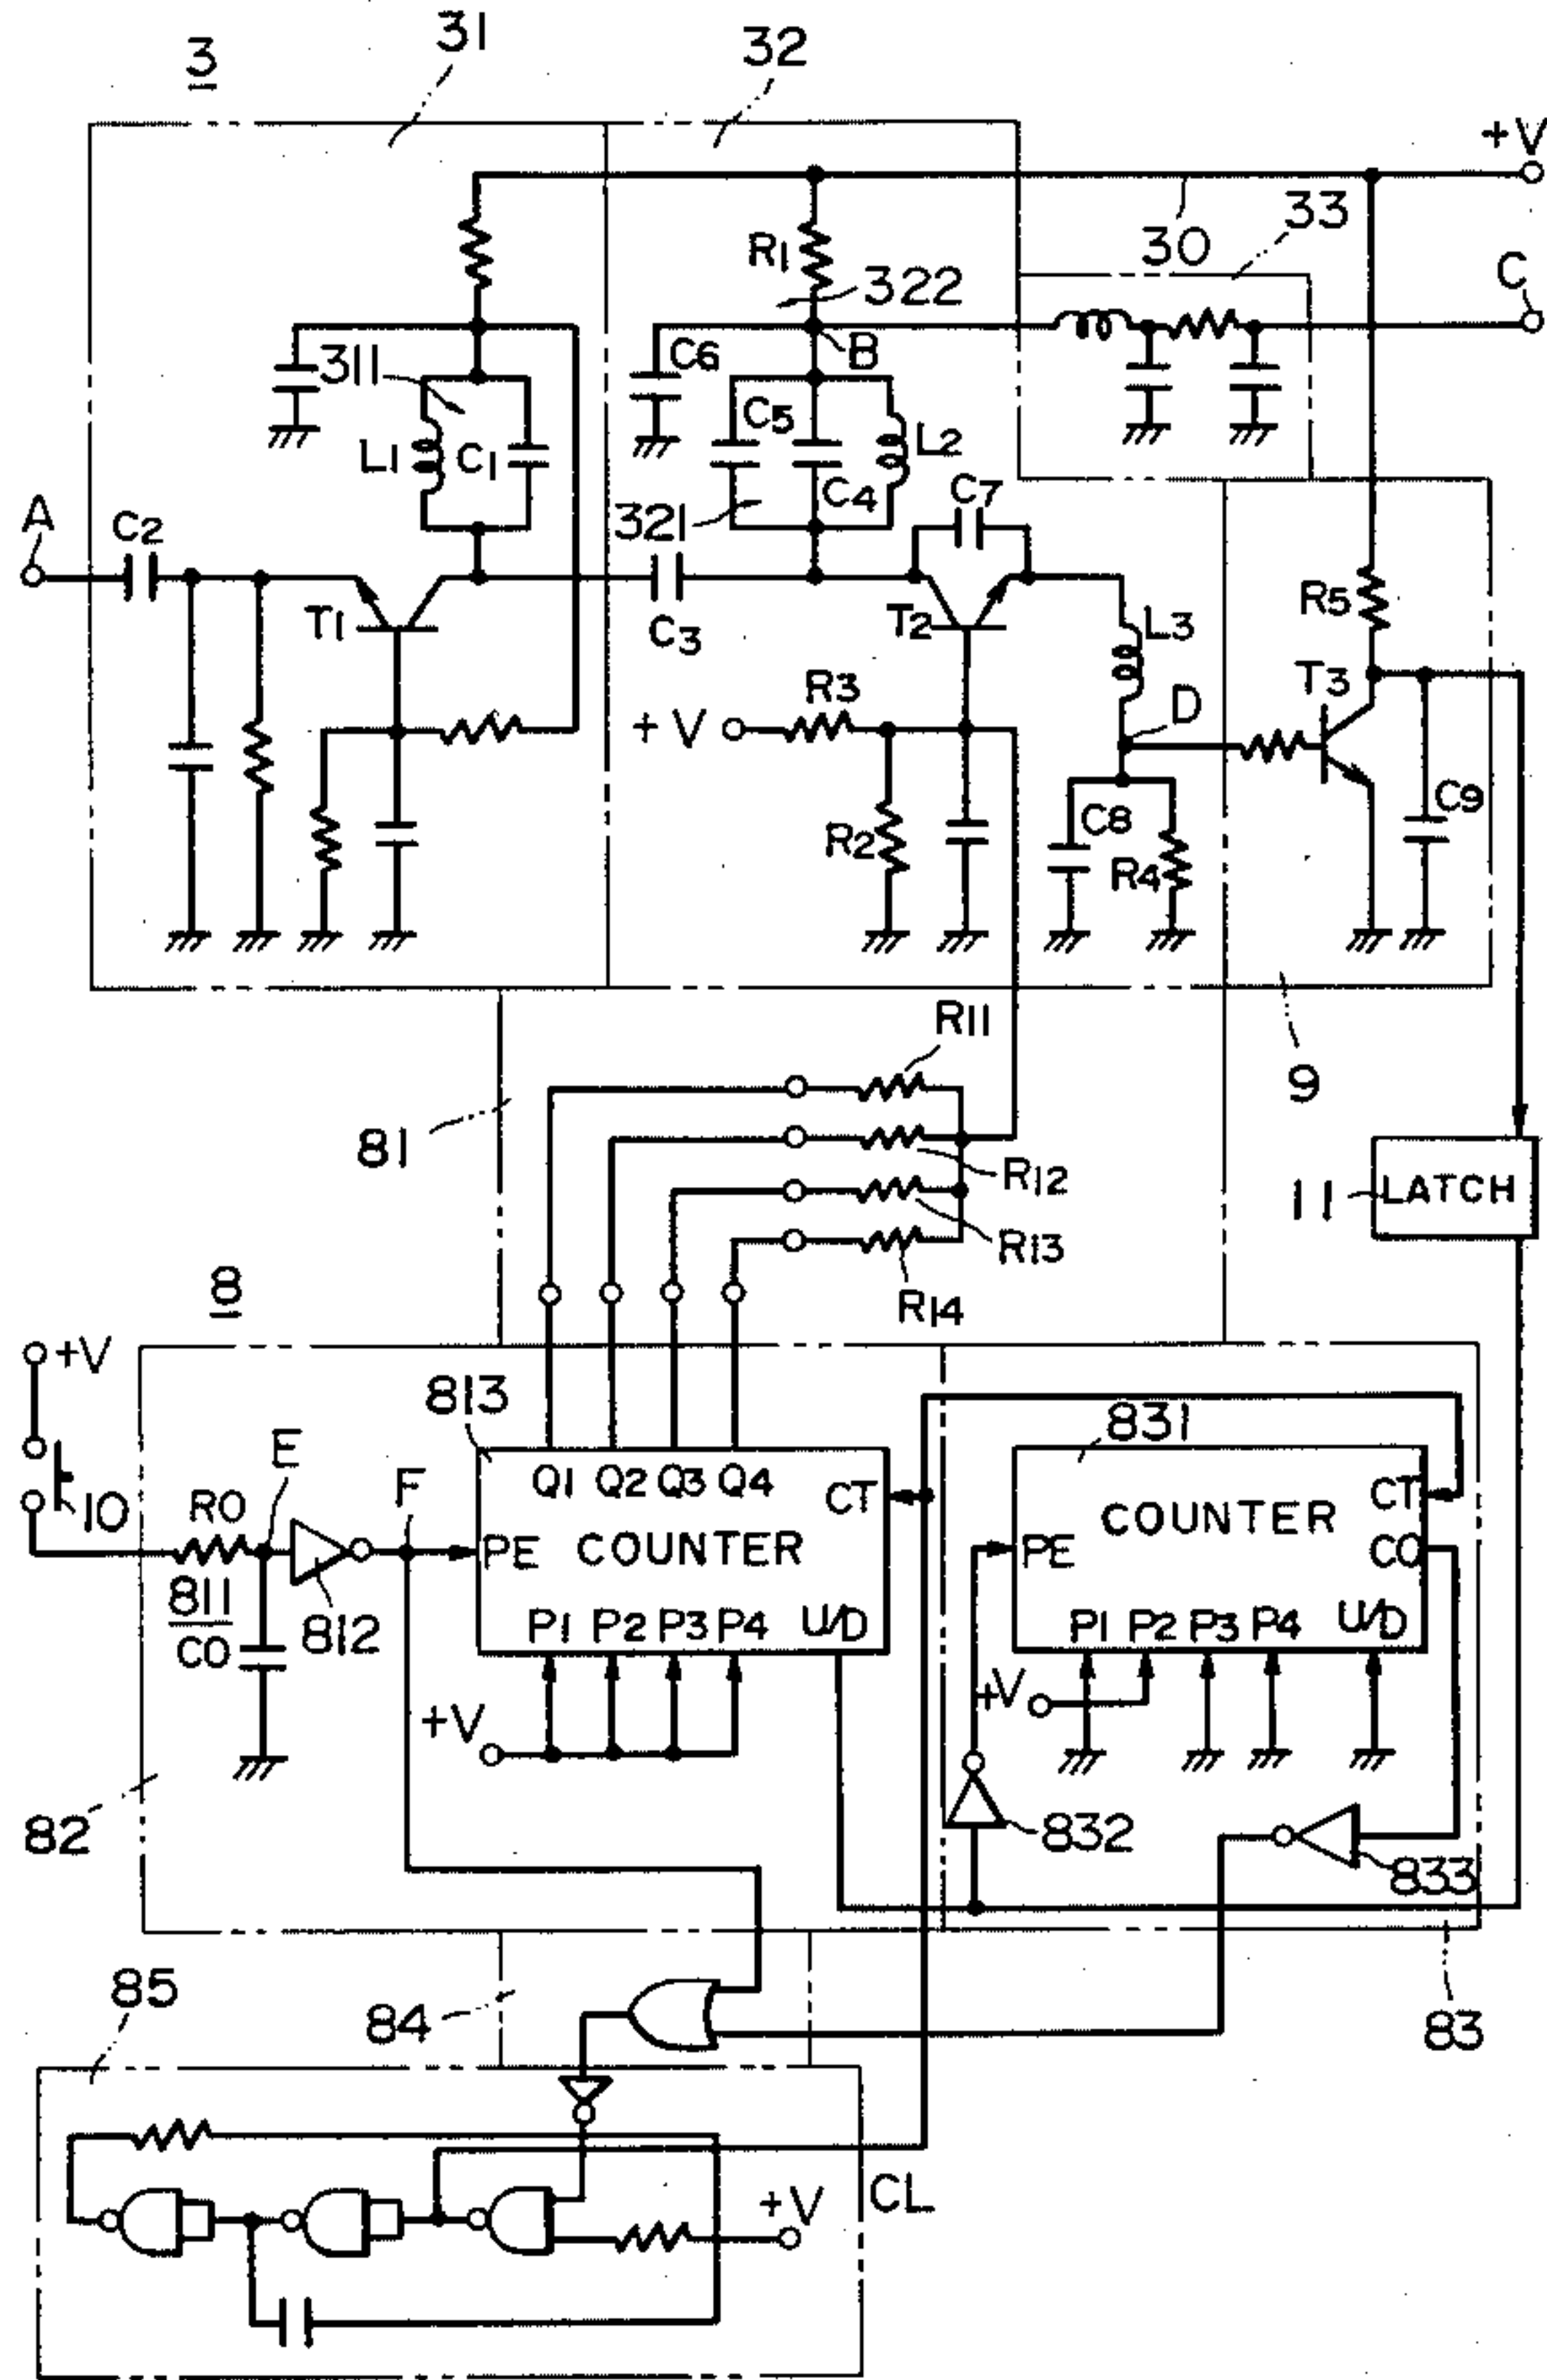 3
31
32
+V
33
R1
30
C
322
C6
B
311
C5
L2
L1
C1
C4
C7
A
C2
321
R5
T1
C3
T2
L3
T3
R3
D
+V
R2
C8
R4
C9
R11
9
81
R12
11
LATCH
R13
8
R14
+V
813
E
831
F
Q1 Q2 Q3 Q4
CT
CT
10
R0
COUNTER
PE
COUNTER
PE
CO
811
812
P1 P2 P3 P4 U/D
P1 P2 P3 P4 U/D
C0
+V
+V
82
832
833
85
84
83
CL
+V